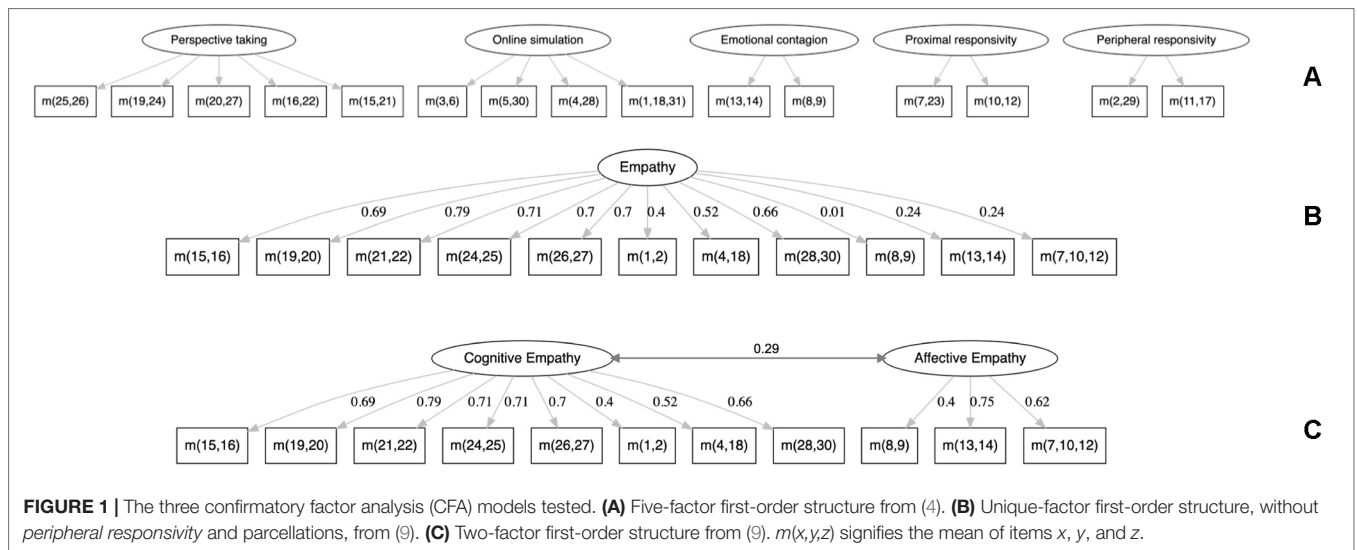 Perspective taking Online simulation Emotional contagion Proximal responsivity Peripheral responsivity
A
m(25,26) m(19,24) m(20,27) m(16,22) m(15,21) m(3,6) m(5,30) m(4,28) m(1,18,31) m(13,14) m(8,9) m(7,23) m(10,12) m(2,29) m(11,17)
Empathy
0.69 0.79 0.71 0.7 0.7 0.4 0.52 0.66 0.01 0.24 0.24
B
m(15,16) m(19,20) m(21,22) m(24,25) m(26,27) m(1,2) m(4,18) m(28,30) m(8,9) m(13,14) m(7,10,12)
0.29
Cognitive Empathy Affective Empathy
0.69 0.79 0.71 0.71 0.7 0.4 0.52 0.66 0.4 0.75 0.62
C
m(15,16) m(19,20) m(21,22) m(24,25) m(26,27) m(1,2) m(4,18) m(28,30) m(8,9) m(13,14) m(7,10,12)
FIGURE 1 | The three confirmatory factor analysis (CFA) models tested. (A) Five-factor first-order structure from (4). (B) Unique-factor first-order structure, without
peripheral responsivity and parcellations, from (9). (C) Two-factor first-order structure from (9). m(x,y,z) signifies the mean of items x, y, and z.